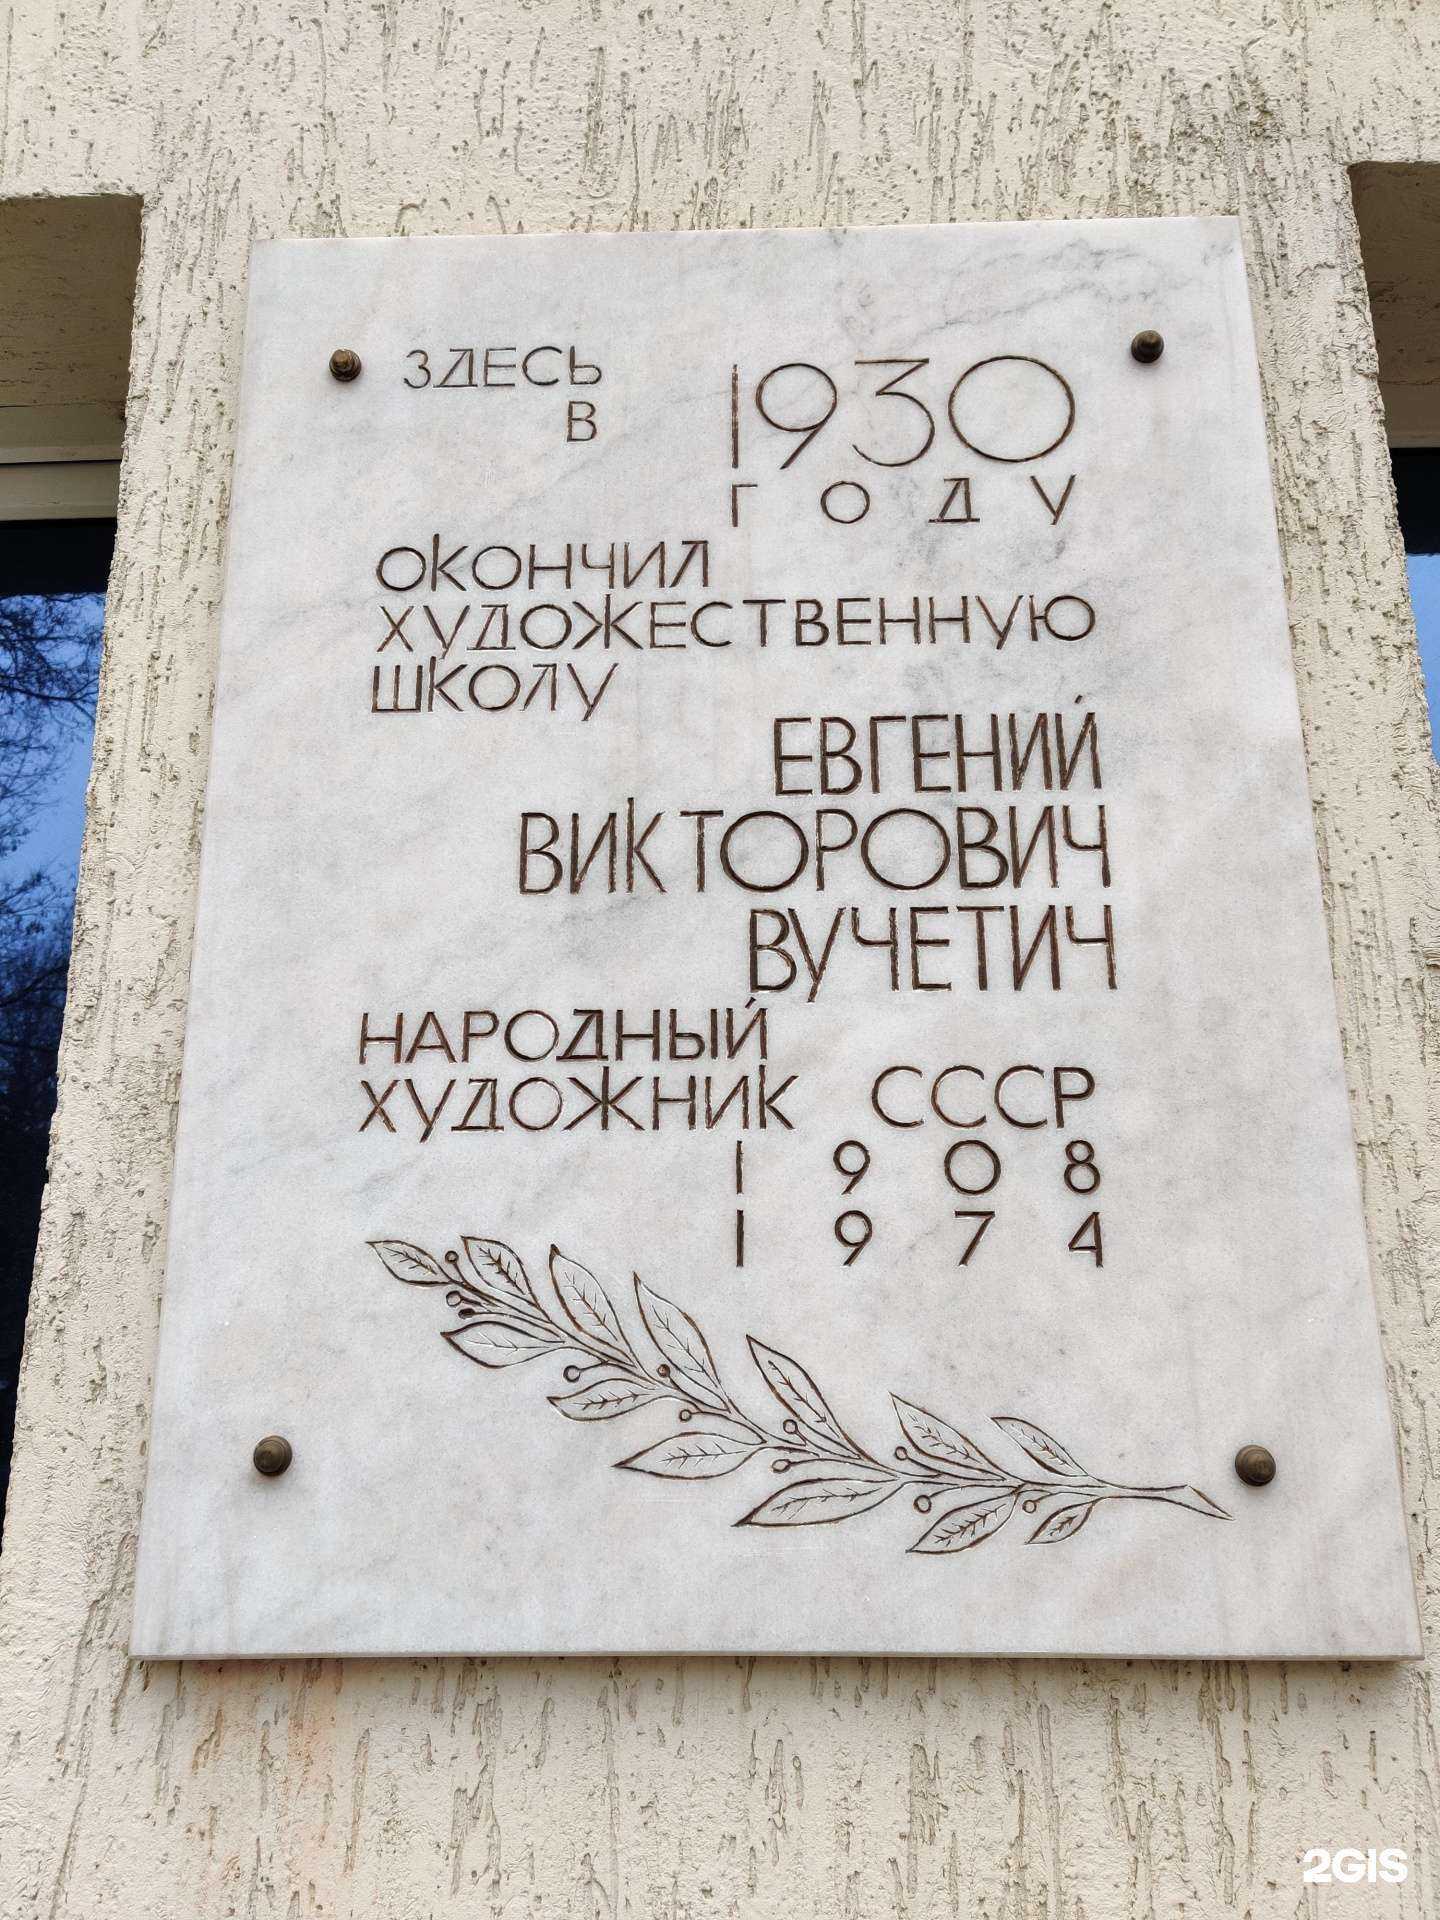 ЗДЕСЬ
В 1930
ГОДУ
ОКОНЧИЛ
ХУДОЖЕСТВЕННУЮ
ШКОЛУ
ЕВГЕНИЙ
ВИКТОРОВИЧ
ВУЧЕТИЧ
НАРОДНЫЙ
ХУДОЖНИК СССР
1908
1974
2GIS